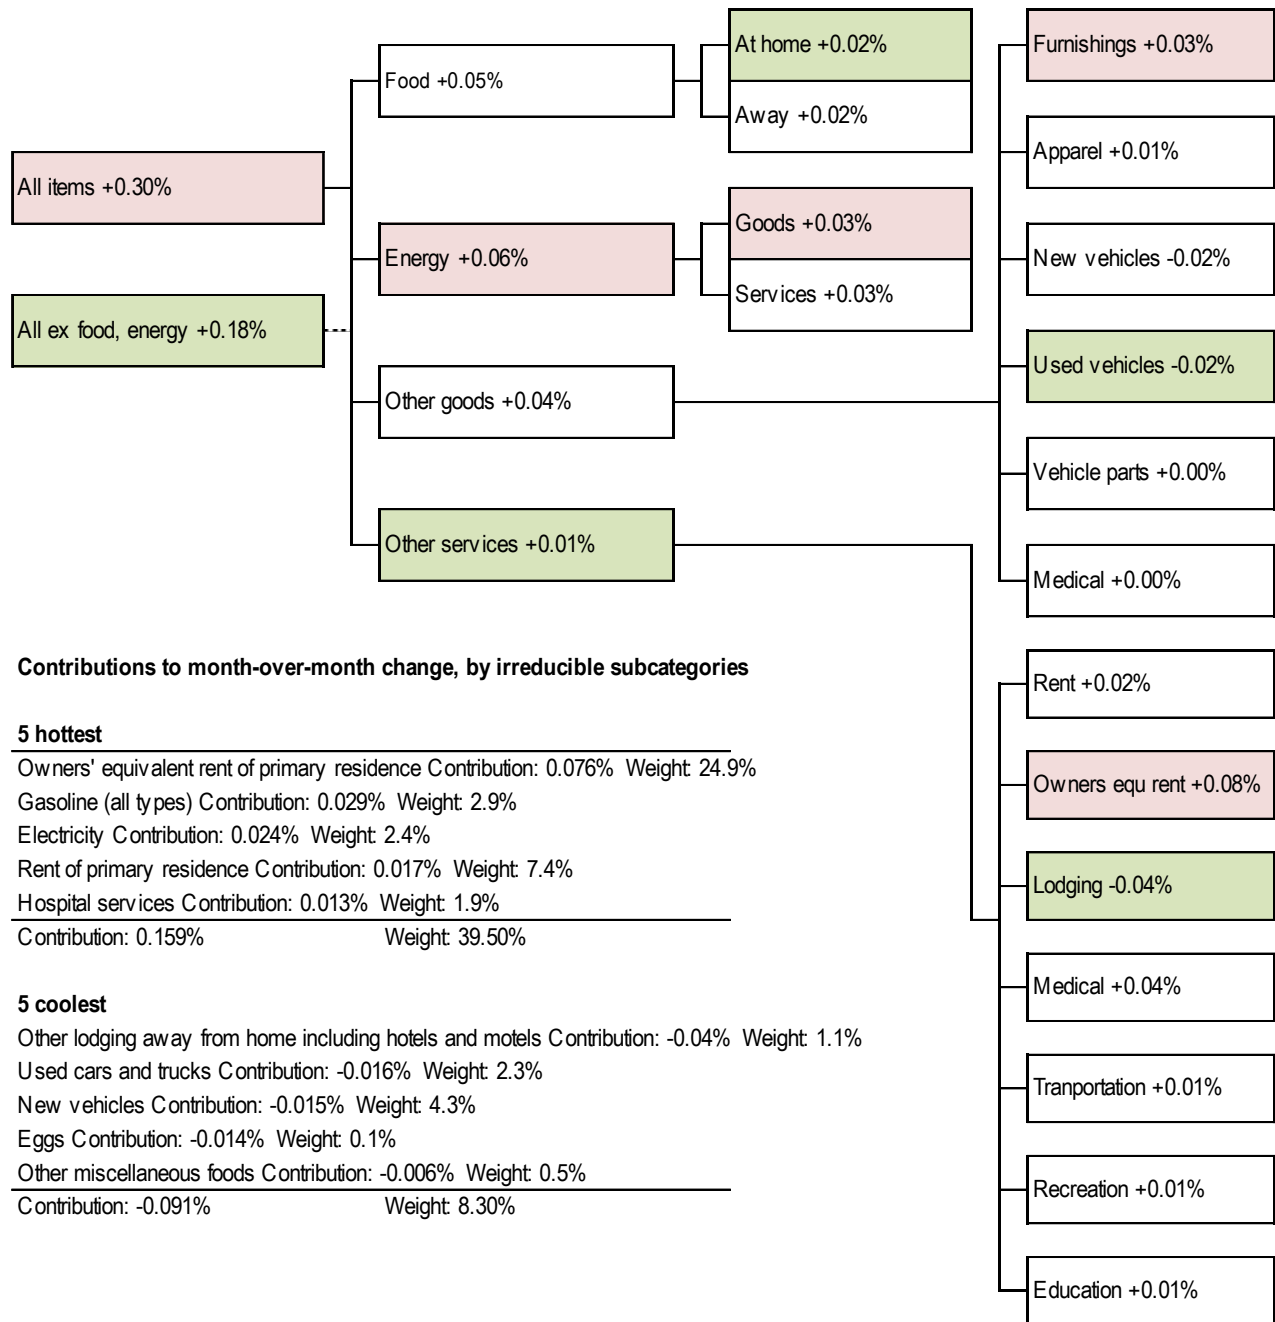 All items +0.30%
All ex food, energy +0.18%
Food +0.05%
Energy +0.06%
Other goods +0.04%
Other services +0.01%
At home +0.02%
Away +0.02%
Goods +0.03%
Services +0.03%
Furnishings +0.03%
Apparel +0.01%
New vehicles -0.02%
Used vehicles -0.02%
Vehicle parts +0.00%
Medical +0.00%
Rent +0.02%
Owners equ rent +0.08%
Lodging -0.04%
Medical +0.04%
Tranportation +0.01%
Recreation +0.01%
Education +0.01%
Contributions to month-over-month change, by irreducible subcategories
5 hottest
Owners' equivalent rent of primary residence Contribution: 0.076% Weight: 24.9%
Gasoline (all types) Contribution: 0.029% Weight: 2.9%
Electricity Contribution: 0.024% Weight: 2.4%
Rent of primary residence Contribution: 0.017% Weight: 7.4%
Hospital services Contribution: 0.013% Weight: 1.9%
Contribution: 0.159% Weight: 39.50%
5 coolest
Other lodging away from home including hotels and motels Contribution: -0.04% Weight: 1.1%
Used cars and trucks Contribution: -0.016% Weight: 2.3%
New vehicles Contribution: -0.015% Weight: 4.3%
Eggs Contribution: -0.014% Weight: 0.1%
Other miscellaneous foods Contribution: -0.006% Weight: 0.5%
Contribution: -0.091% Weight: 8.30%